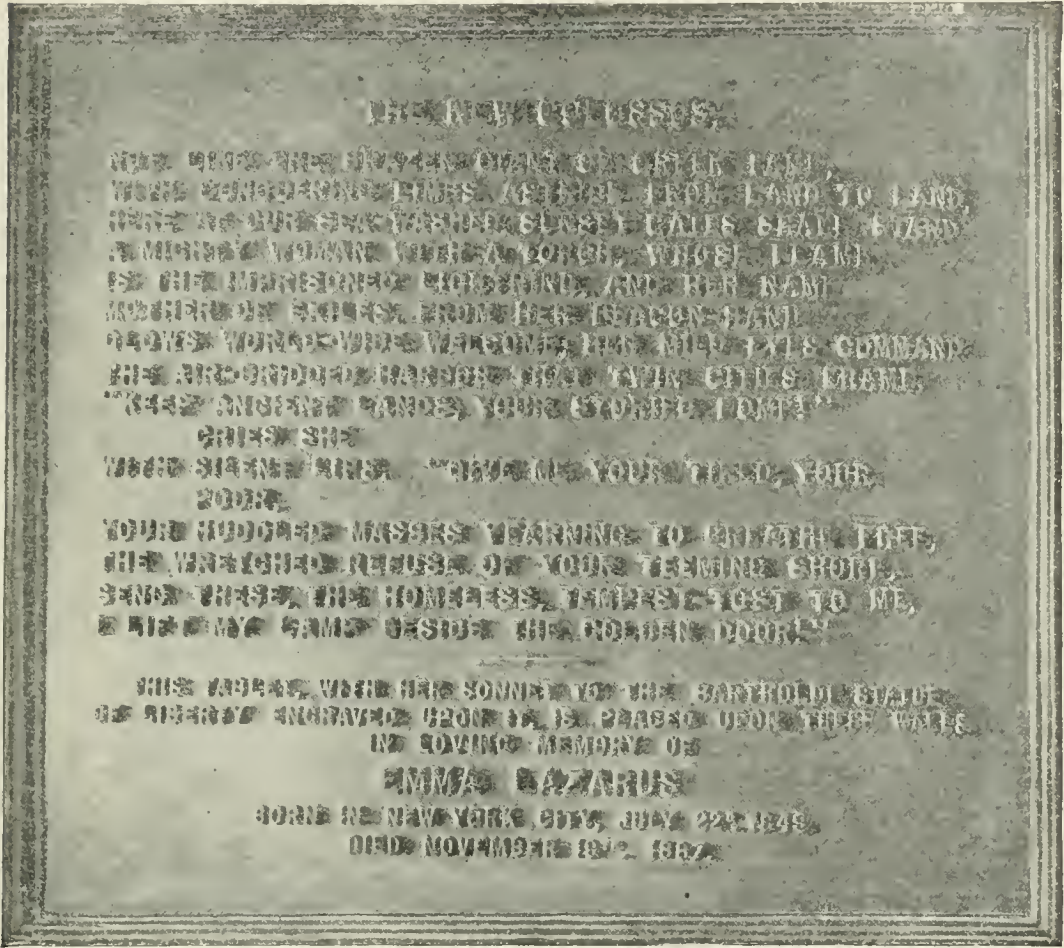 THE NEW COLOSSUS.
NOT LIKE THE BRAZEN GIANT OF GREEK FAME,
WITH CONQUERING LIMBS ASTRIDE FROM LAND TO LAND;
HERE AT OUR SEA-WASHED, SUNSET GATES SHALL STAND
A MIGHTY WOMAN WITH A TORCH, WHOSE FLAME
IS THE IMPRISONED LIGHTNING, AND HER NAME
MOTHER OF EXILES. FROM HER BEACON-HAND
GLOWS WORLD-WIDE WELCOME; HER MILD EYES COMMAND
THE AIR-BRIDGED HARBOR THAT TWIN CITIES FRAME.
"KEEP ANCIENT LANDS, YOUR STORIED POMP!"
CRIES SHE
WITH SILENT LIPS. "GIVE ME YOUR TIRED, YOUR
POOR,
YOUR HUDDLED MASSES YEARNING TO BREATHE FREE,
THE WRETCHED REFUSE OF YOUR TEEMING SHORE.
SEND THESE, THE HOMELESS, TEMPEST-TOST TO ME,
I LIFT MY LAMP BESIDE THE GOLDEN DOOR!"
THIS TABLET, WITH HER SONNET TO THE BARTHOLDI STATUE
OF LIBERTY ENGRAVED UPON IT, IS PLACED UPON THESE WALLS
IN LOVING MEMORY OF
EMMA LAZARUS
BORN IN NEW YORK CITY, JULY 22D, 1849.
DIED NOVEMBER 19TH, 1887.